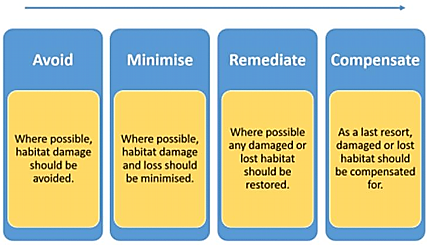 Avoid
Where possible,
habitat damage
should be
avoided.
Minimise
Where possible,
habitat damage
and loss should
be minimised.
Remediate
Where possible
any damaged or
lost habitat
should be
restored.
Compensate
As a last resort,
damaged or lost
habitat should
be compensated
for.